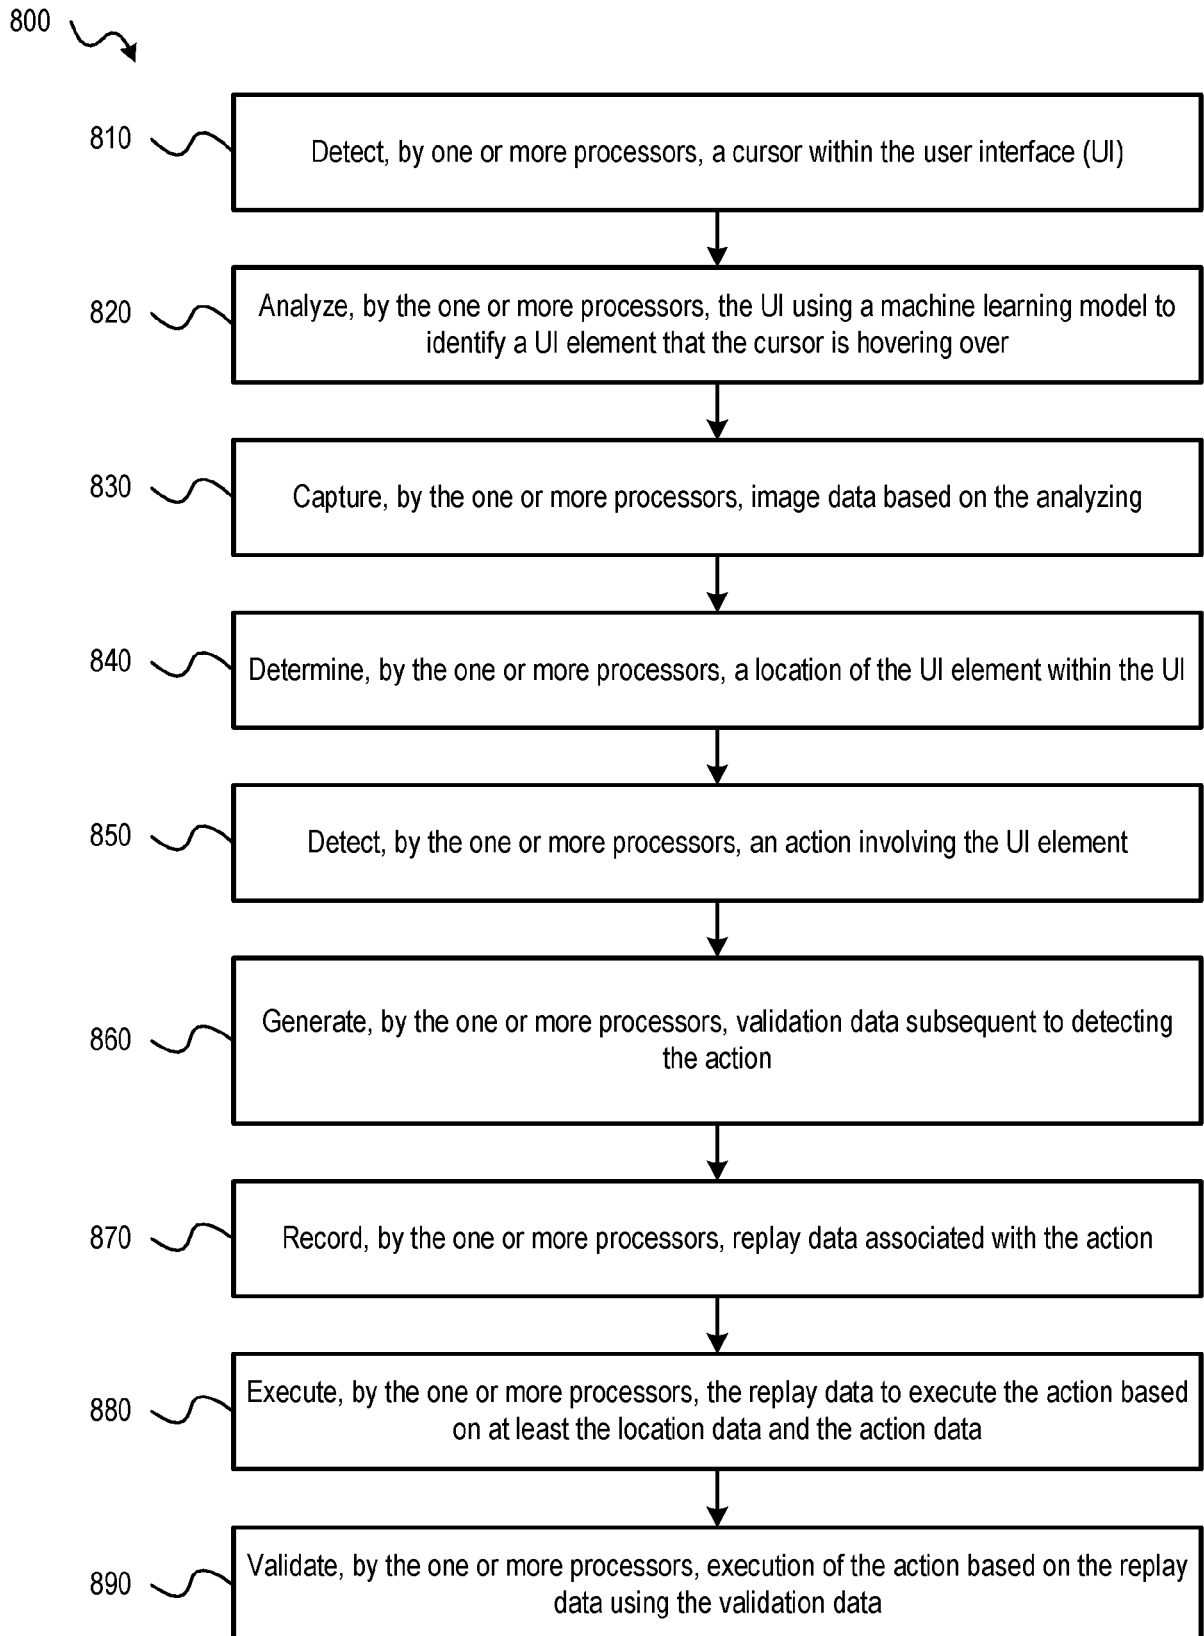 800
810
Detect, by one or more processors, a cursor within the user interface (UI)
820
Analyze, by the one or more processors, the UI using a machine learning model to
identify a UI element that the cursor is hovering over
830
Capture, by the one or more processors, image data based on the analyzing
840
Determine, by the one or more processors, a location of the UI element within the UI
850
Detect, by the one or more processors, an action involving the UI element
860
Generate, by the one or more processors, validation data subsequent to detecting
the action
870
Record, by the one or more processors, replay data associated with the action
880
Execute, by the one or more processors, the replay data to execute the action based
on at least the location data and the action data
890
Validate, by the one or more processors, execution of the action based on the replay
data using the validation data